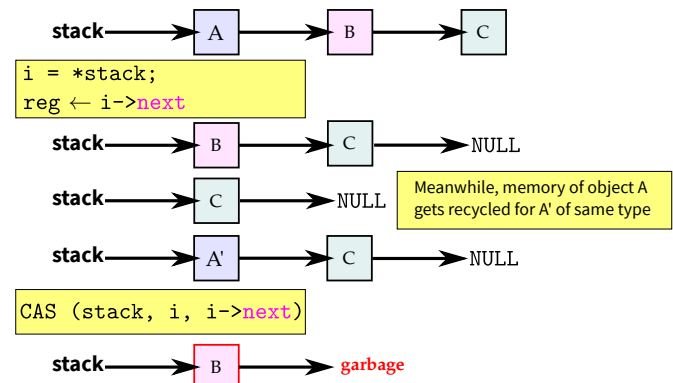 stack A B C
i = *stack;
reg ← i->next
stack B C NULL
stack C NULL
Meanwhile, memory of object A
gets recycled for A' of same type
stack A' C NULL
CAS (stack, i, i->next)
stack B garbage